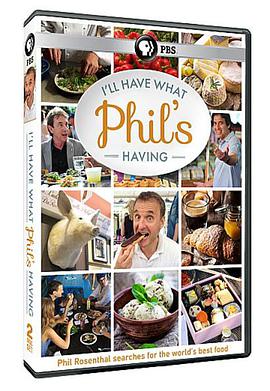 PBS
PBS
I'LL HAVE WHAT
Phil's
HAVING
I'LL HAVE WHAT Phil's HAVING
Phil Rosenthal searches for the world's best food